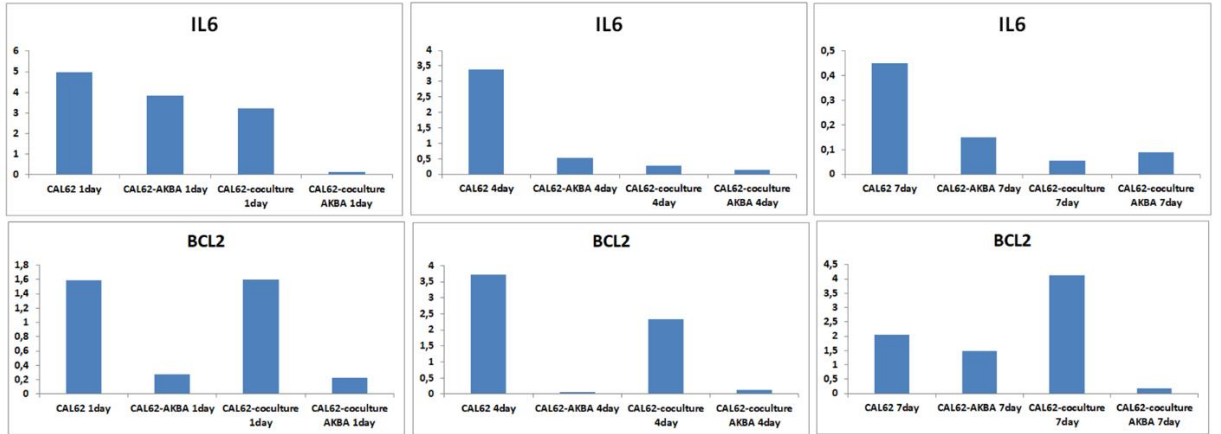 IL6
6
5
4
3
2
1
0
CAL62 1day CAL62-AKBA 1day CAL62-coculture CAL62-coculture
1day AKBA 1day
IL6
4
3,5
3
2,5
2
1,5
1
0,5
0
CAL62 4day CAL62-AKBA 4day CAL62-coculture CAL62-coculture
4day AKBA 4day
IL6
0,5
0,4
0,3
0,2
0,1
0
CAL62 7day CAL62-AKBA 7day CAL62-coculture CAL62-coculture
7day AKBA 7day
BCL2
1,8
1,6
1,4
1,2
1
0,8
0,6
0,4
0,2
0
CAL62 1day CAL62-AKBA 1day CAL62-coculture CAL62-coculture
1day AKBA 1day
BCL2
4
3,5
3
2,5
2
1,5
1
0,5
0
CAL62 4day CAL62-AKBA 4day CAL62-coculture CAL62-coculture
4day AKBA 4day
BCL2
4,5
4
3,5
3
2,5
2
1,5
1
0,5
0
CAL62 7day CAL62-AKBA 7day CAL62-coculture CAL62-coculture
7day AKBA 7day